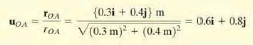 u_OA = r_OA / r_OA = {0.3i + 0.4j} m / √((0.3 m)² + (0.4 m)²) = 0.6i + 0.8j